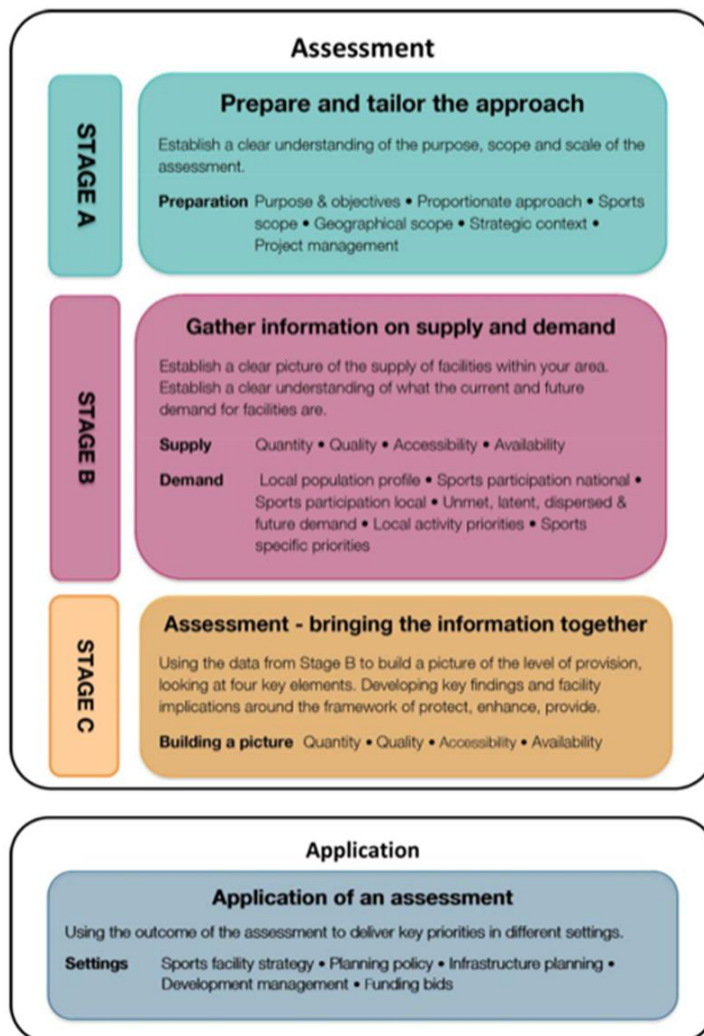 Assessment
STAGE A
Prepare and tailor the approach
Establish a clear understanding of the purpose, scope and scale of the
assessment.
Preparation Purpose & objectives • Proportionate approach • Sports
scope • Geographical scope • Strategic context •
Project management
STAGE B
Gather information on supply and demand
Establish a clear picture of the supply of facilities within your area.
Establish a clear understanding of what the current and future
demand for facilities are.
Supply Quantity • Quality • Accessibility • Availability
Demand Local population profile • Sports participation national •
Sports participation local • Unmet, latent, dispersed &
future demand • Local activity priorities • Sports
specific priorities
STAGE C
Assessment - bringing the information together
Using the data from Stage B to build a picture of the level of provision,
looking at four key elements. Developing key findings and facility
implications around the framework of protect, enhance, provide.
Building a picture Quantity • Quality • Accessibility • Availability
Application
Application of an assessment
Using the outcome of the assessment to deliver key priorities in different settings.
Settings Sports facility strategy • Planning policy • Infrastructure planning •
Development management • Funding bids